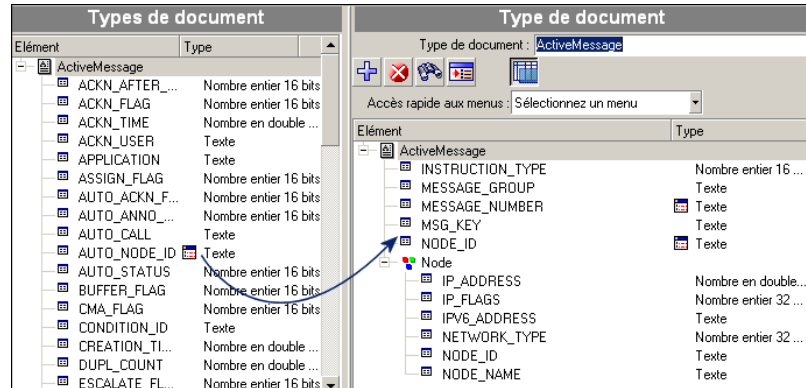 Types de document
Elément Type
ActiveMessage
ACKN_AFTER_... Nombre entier 16 bits
ACKN_FLAG Nombre entier 16 bits
ACKN_TIME Nombre en double ...
ACKN_USER Texte
APPLICATION Texte
ASSIGN_FLAG Nombre entier 16 bits
AUTO_ACKN_F... Nombre entier 16 bits
AUTO_ANNO_... Nombre entier 16 bits
AUTO_CALL Texte
AUTO_NODE_ID Texte
AUTO_STATUS Nombre entier 16 bits
BUFFER_FLAG Nombre entier 16 bits
CMA_FLAG Nombre entier 16 bits
CONDITION_ID Texte
CREATION_TI... Nombre en double ...
DUPL_COUNT Nombre en double ...
ESCALATE_FL... Nombre entier 16 bits
Type de document
Type de document : ActiveMessage
Accès rapide aux menus : Sélectionnez un menu
Elément Type
ActiveMessage
INSTRUCTION_TYPE Nombre entier 16 ...
MESSAGE_GROUP Texte
MESSAGE_NUMBER Texte
MSG_KEY Texte
NODE_ID Texte
Node
IP_ADDRESS Nombre en double...
IP_FLAGS Nombre entier 32 ...
IPV6_ADDRESS Texte
NETWORK_TYPE Nombre entier 32 ...
NODE_ID Texte
NODE_NAME Texte